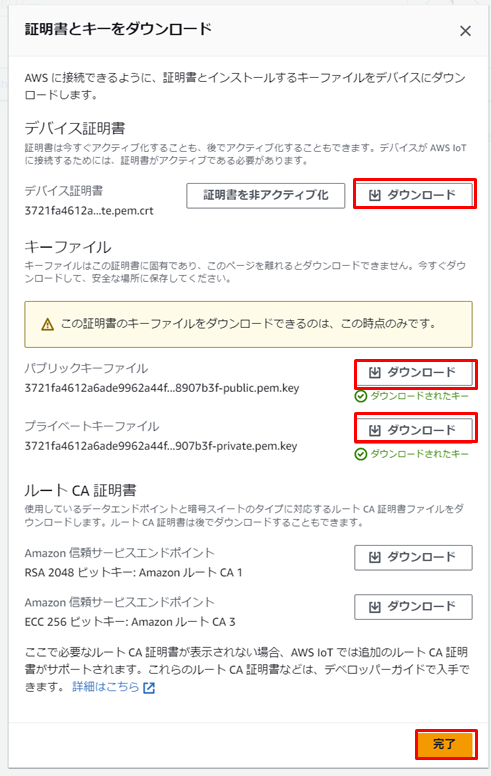 証明書とキーをダウンロード
AWS に接続できるように、証明書とインストールするキーファイルをデバイスにダウン
ロードします。
デバイス証明書
証明書は今すぐアクティブ化することも、後でアクティブ化することもできます。デバイスが AWS IoT
に接続するためには、証明書がアクティブである必要があります。
デバイス証明書
3721fa4612a...te.pem.crt
証明書を非アクティブ化
ダウンロード
キーファイル
キーファイルはこの証明書に固有であり、このページを離れるとダウンロードできません。今すぐダウ
ンロードして、安全な場所に保存してください。
この証明書のキーファイルをダウンロードできるのは、この時点のみです。
パブリックキーファイル
3721fa4612a6ade9962a44f...8907b3f-public.pem.key
ダウンロード
ダウンロードされたキー
プライベートキーファイル
3721fa4612a6ade9962a44f...907b3f-private.pem.key
ダウンロード
ダウンロードされたキー
ルート CA 証明書
使用しているデータエンドポイントと暗号スイートのタイプに対応するルート CA 証明書ファイルをダ
ウンロードします。ルート CA 証明書は後でダウンロードすることもできます。
Amazon 信頼サービスエンドポイント
RSA 2048 ビットキー: Amazon ルート CA 1
ダウンロード
Amazon 信頼サービスエンドポイント
ECC 256 ビットキー: Amazon ルート CA 3
ダウンロード
ここで必要なルート CA 証明書が表示されない場合、AWS IoT では追加のルート CA 証明
書がサポートされます。これらのルート CA 証明書などは、デベロッパーガイドで入手で
きます。 詳細はこちら
完了